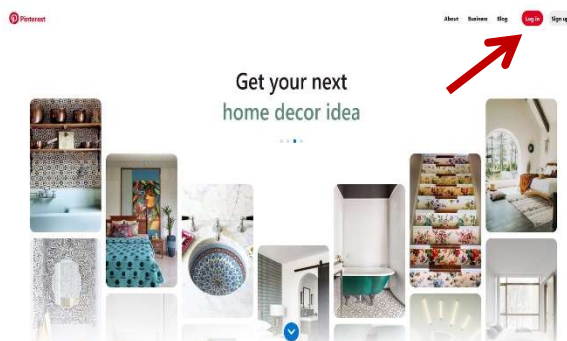 Pinterest
About Business Blog Log in Sign up
Get your next
home decor idea